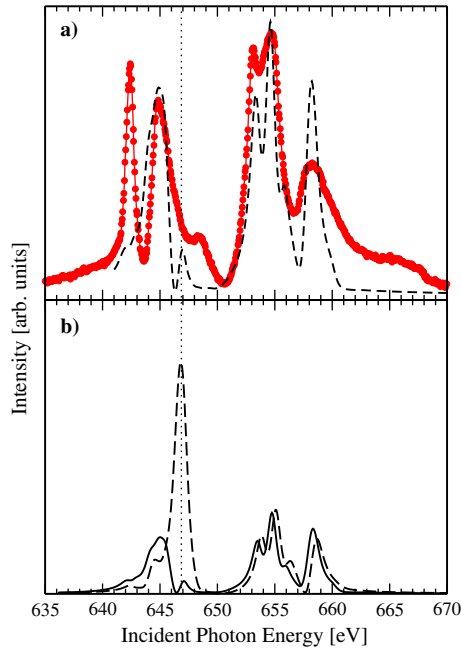 a)
b)
Intensity [arb. units]
635 640 645 650 655 660 665 670
Incident Photon Energy [eV]